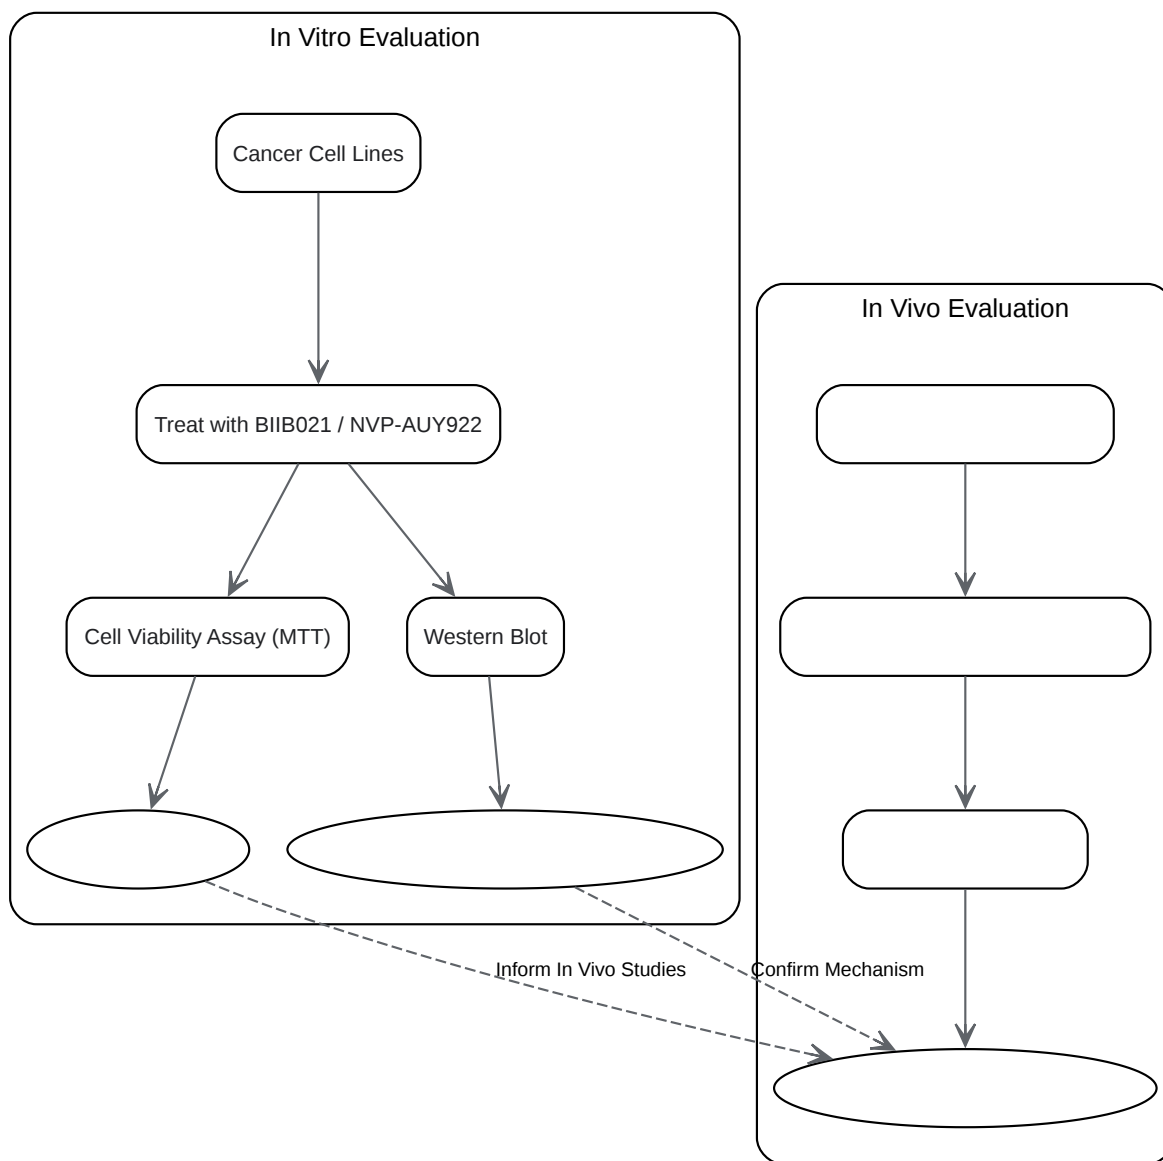 In Vitro Evaluation
Cancer Cell Lines
In Vivo Evaluation
Treat with BIIB021 / NVP-AUY922
Cell Viability Assay (MTT)
Western Blot
Inform In Vivo Studies
Confirm Mechanism